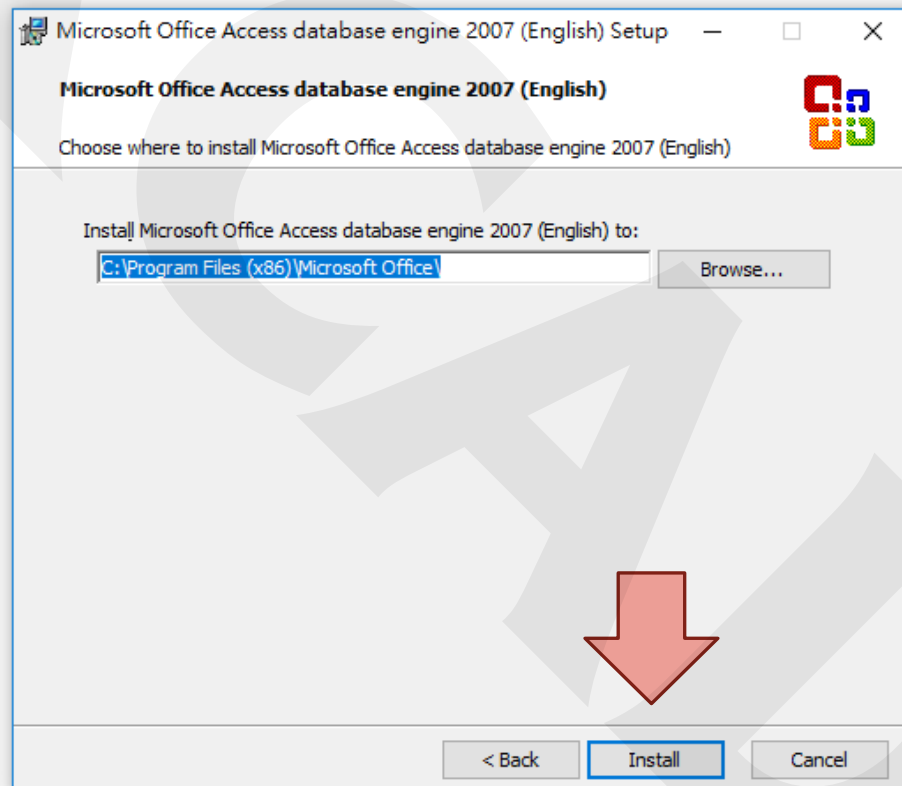 Microsoft Office Access database engine 2007 (English) Setup
Microsoft Office Access database engine 2007 (English)
Choose where to install Microsoft Office Access database engine 2007 (English)
Install Microsoft Office Access database engine 2007 (English) to:
C:\Program Files (x86)\Microsoft Office\
Browse...
< Back
Install
Cancel